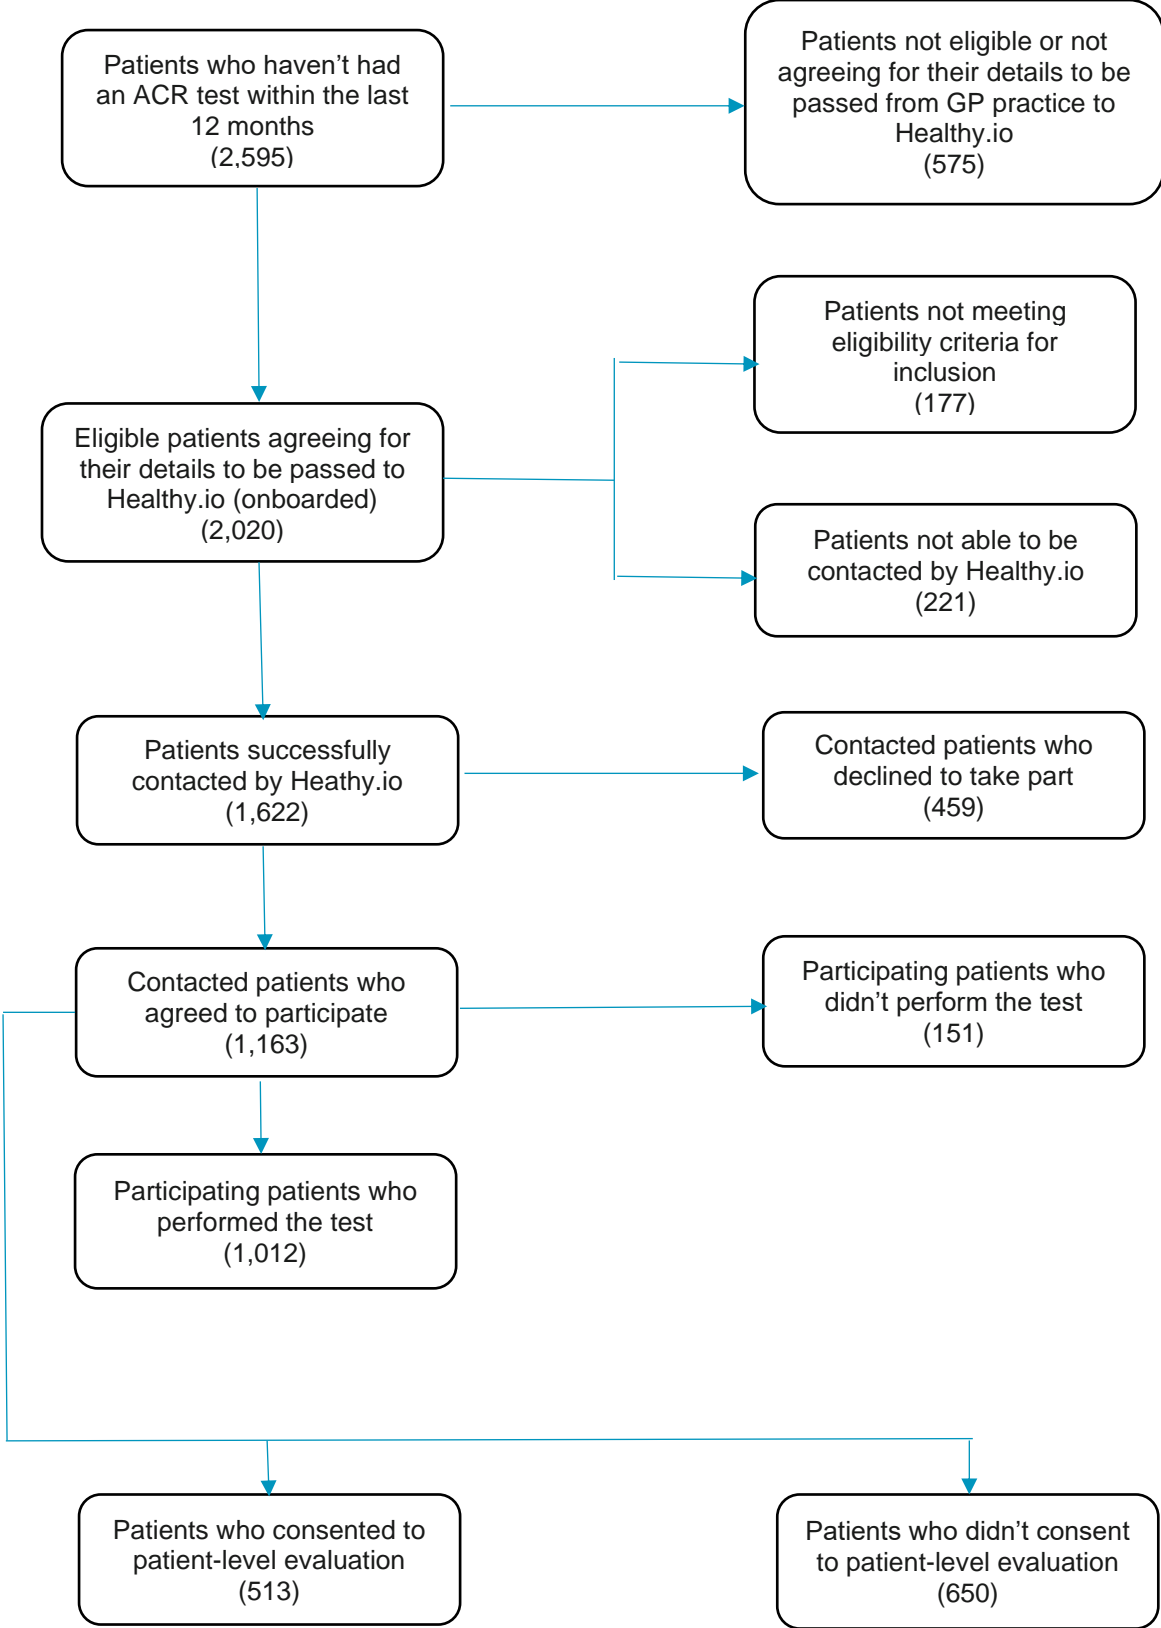 Patients who haven't had
an ACR test within the last
12 months
(2,595)
Patients not eligible or not
agreeing for their details to be
passed from GP practice to
Healthy.io
(575)
Patients not meeting
eligibility criteria for
inclusion
(177)
Eligible patients agreeing for
their details to be passed to
Healthy.io (onboarded)
(2,020)
Patients not able to be
contacted by Healthy.io
(221)
Patients successfully
contacted by Heathy.io
(1,622)
Contacted patients who
declined to take part
(459)
Contacted patients who
agreed to participate
(1,163)
Participating patients who
didn't perform the test
(151)
Participating patients who
performed the test
(1,012)
Patients who consented to
patient-level evaluation
(513)
Patients who didn't consent
to patient-level evaluation
(650)